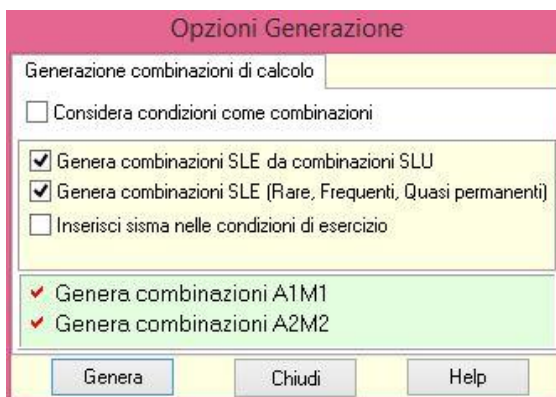 Opzioni Generazione
Generazione combinazioni di calcolo
Considera condizioni come combinazioni
Genera combinazioni SLE da combinazioni SLU
Genera combinazioni SLE (Rare, Frequenti, Quasi permanenti)
Inserisci sisma nelle condizioni di esercizio
Genera combinazioni A1M1
Genera combinazioni A2M2
Genera Chiudi Help